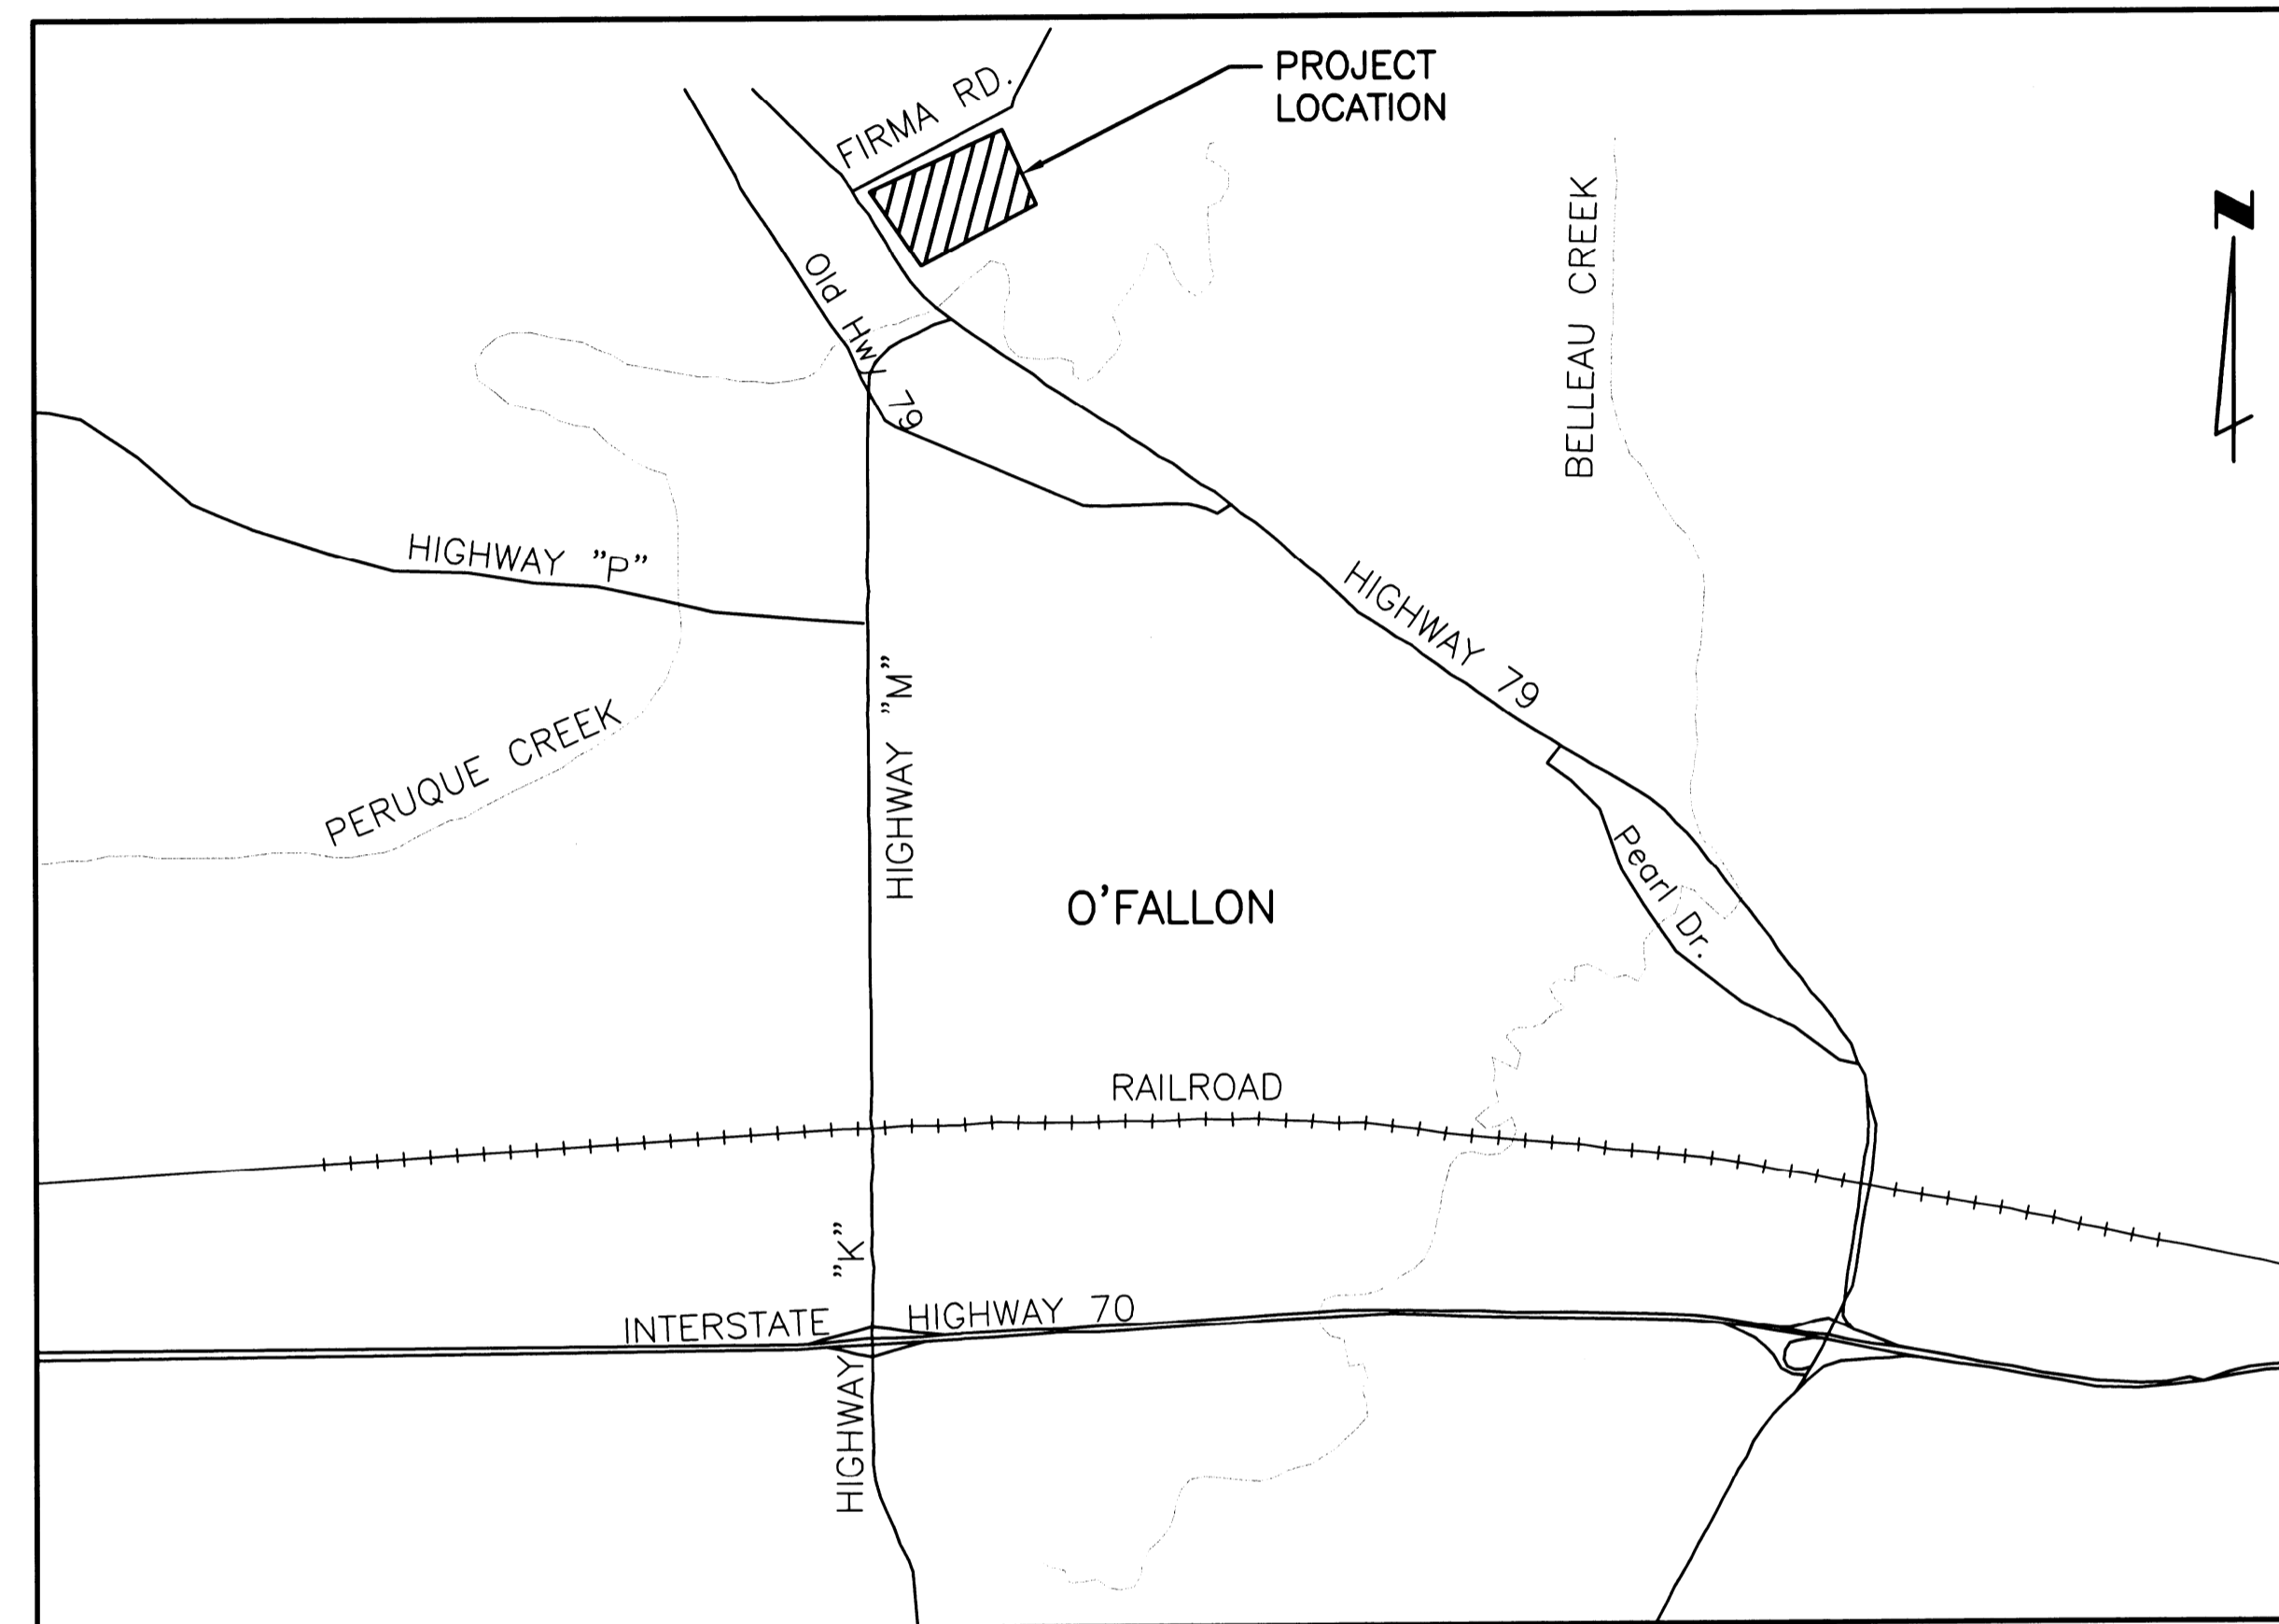 PROJECT
LOCATION
FIRMA RD.
N
BELLEAU CREEK
Old Hwy 79
HIGHWAY "P"
HIGHWAY 79
HIGHWAY "M"
PERUQUE CREEK
Pearl Dr.
O'FALLON
RAILROAD
HIGHWAY "K"
INTERSTATE HIGHWAY 70